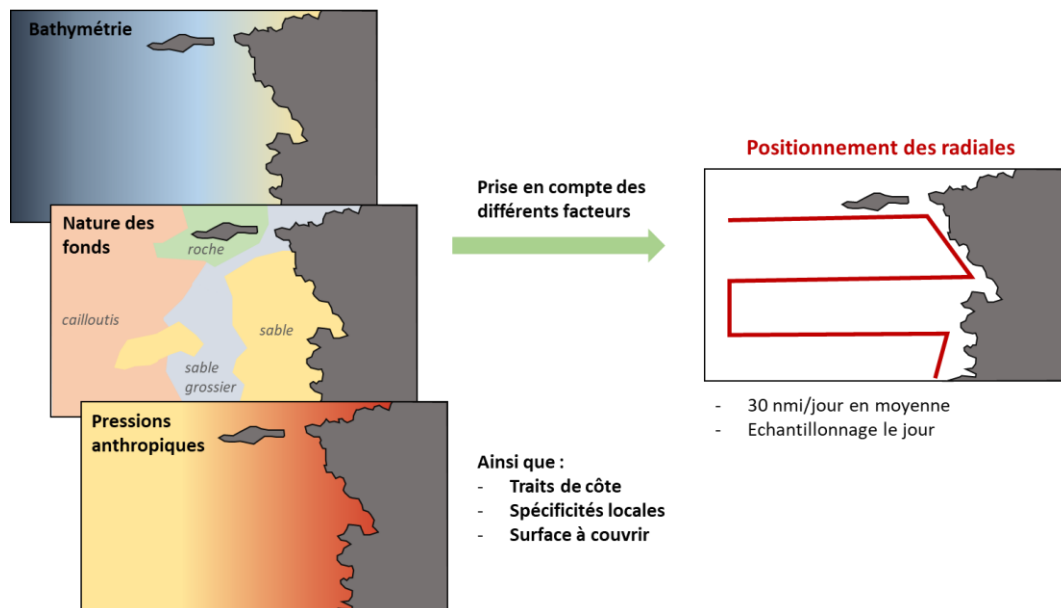 Bathymétrie
Nature des
fonds
roche
cailloutis
sable
sable
grossier
Pressions
anthropiques
Prise en compte des
différents facteurs
Ainsi que :
- Traits de côte
- Spécificités locales
- Surface à couvrir
Positionnement des radiales
- 30 nmi/jour en moyenne
- Echantillonnage le jour